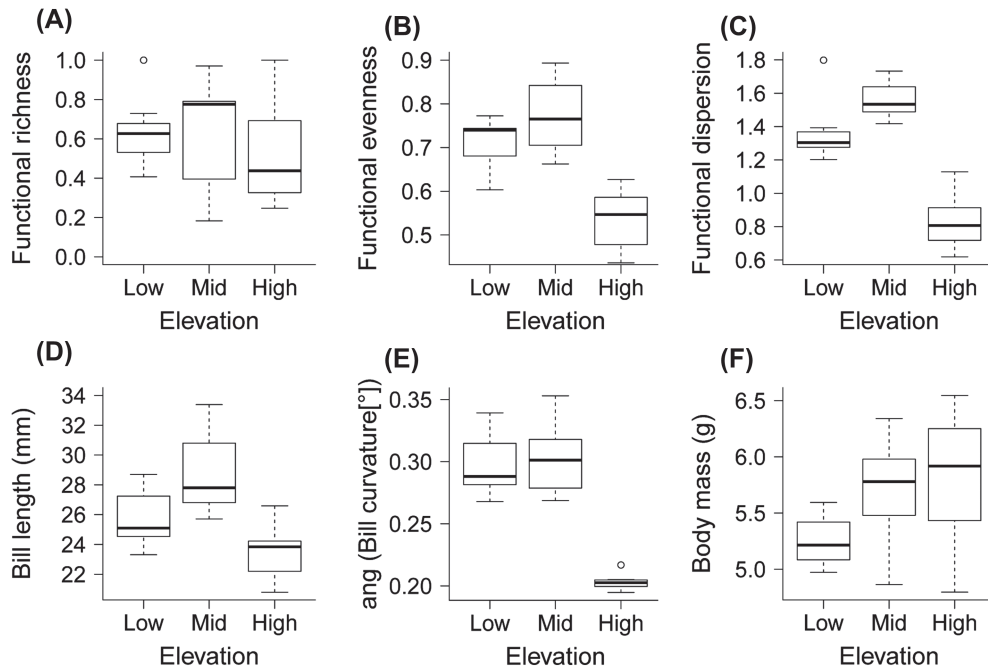 (A)
Functional richness
1.0
0.8
0.6
0.4
0.2
0.0
Low Mid High
Elevation
(B)
Functional evenness
0.9
0.8
0.7
0.6
0.5
Low Mid High
Elevation
(C)
Functional dispersion
1.8
1.6
1.4
1.2
1.0
0.8
0.6
Low Mid High
Elevation
(D)
Bill length (mm)
34
32
30
28
26
24
22
Low Mid High
Elevation
(E)
ang (Bill curvature[°])
0.35
0.30
0.25
0.20
Low Mid High
Elevation
(F)
Body mass (g)
6.5
6.0
5.5
5.0
Low Mid High
Elevation